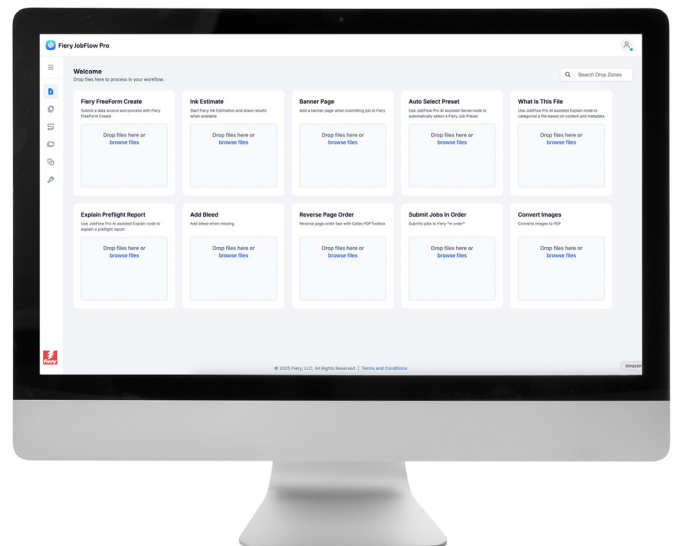 Fiery JobFlow Pro
Welcome
Drop files here to process in your workflow.
Search Drop Zones
Fiery FreeForm Create
Submit a data source and process with Fiery
FreeForm Create
Drop files here or
browse files
Ink Estimate
Start Fiery Ink Estimation and share results
when available
Drop files here or
browse files
Banner Page
Add a banner page when submitting job to Fiery
Drop files here or
browse files
Auto Select Preset
Use JobFlow Pro AI assisted Sense node to
automatically select a Fiery Job Preset
Drop files here or
browse files
What Is This File
Use JobFlow Pro AI assisted Explain node to
categorize a file based on content and metadata
Drop files here or
browse files
Explain Preflight Report
Use JobFlow Pro AI assisted Explain node to
explain a preflight report
Drop files here or
browse files
Add Bleed
Add bleed when missing
Drop files here or
browse files
Reverse Page Order
Reverse page order fast with Callas PDFToolbox
Drop files here or
browse files
Submit Jobs In Order
Submits jobs to Fiery "in order"
Drop files here or
browse files
Convert Images
Converts images to PDF
Drop files here or
browse files
Fiery
© 2025 Fiery, LLC. All Rights Reserved | Terms and Conditions
Amazon